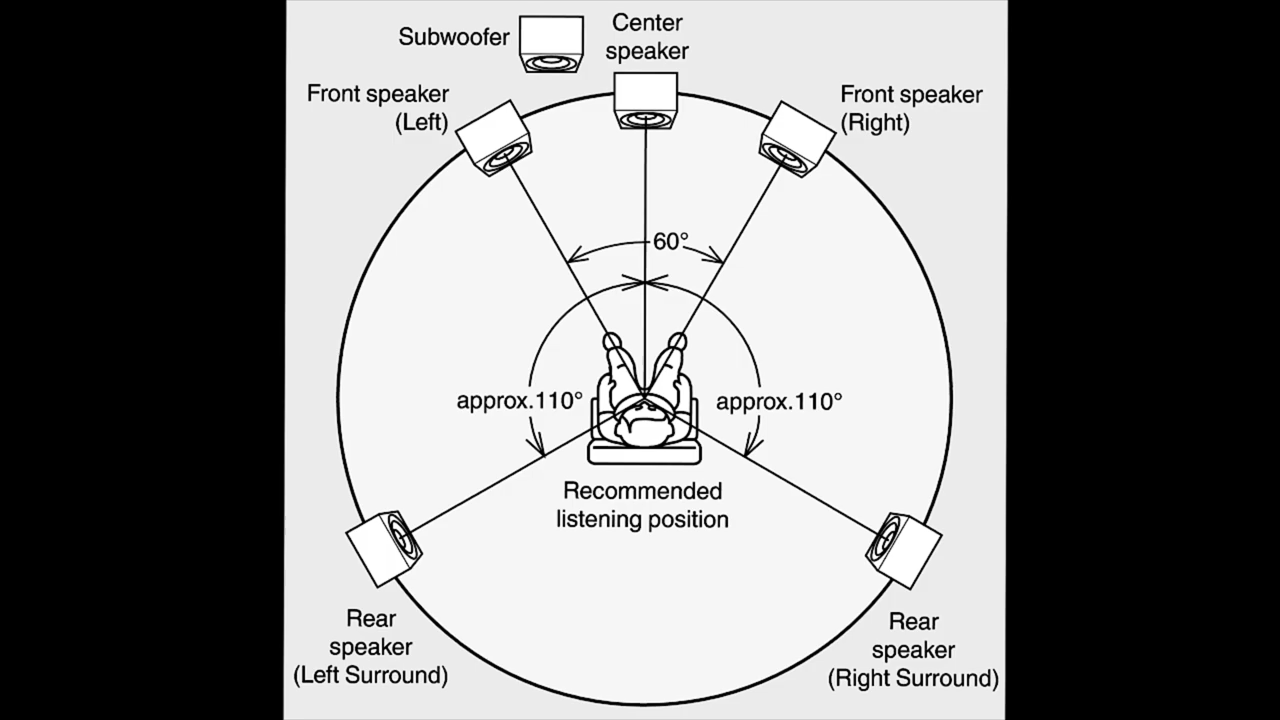 Subwoofer
Center
speaker
Front speaker
(Left)
Front speaker
(Right)
60°
approx.110°
approx.110°
Recommended
listening position
Rear
speaker
(Left Surround)
Rear
speaker
(Right Surround)